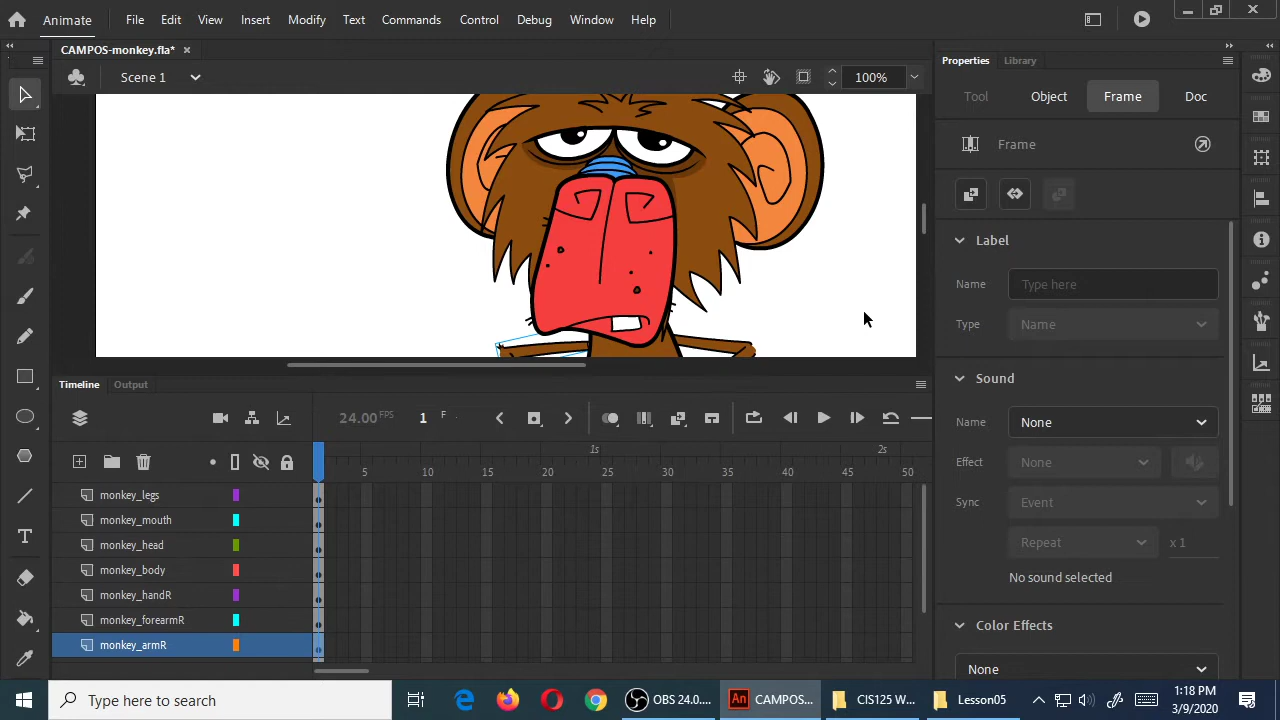 Animate File Edit View Insert Modify Text Commands Control Debug Window Help
CAMPOS-monkey.fla* ×
Scene 1 100%
Properties Library
Tool Object Frame Doc
Frame
Label
Name Type here
Type Name
Sound
Name None
Effect None
Sync Event
Repeat x 1
No sound selected
Color Effects
None
Timeline Output
24.00 FPS 1 F
1s 2s
5 10 15 20 25 30 35 40 45 50
monkey_legs
monkey_mouth
monkey_head
monkey_body
monkey_handR
monkey_forearmR
monkey_armR
Type here to search
OBS 24.0.... An CAMPOS... CIS125 W... Lesson05
1:18 PM
3/9/2020